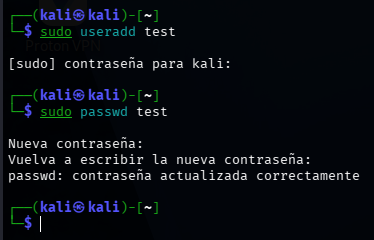 ┌──(kali㉿kali)-[~]
└─$ sudo useradd test
[sudo] contraseña para kali:
┌──(kali㉿kali)-[~]
└─$ sudo passwd test
Nueva contraseña:
Vuelva a escribir la nueva contraseña:
passwd: contraseña actualizada correctamente
┌──(kali㉿kali)-[~]
└─$